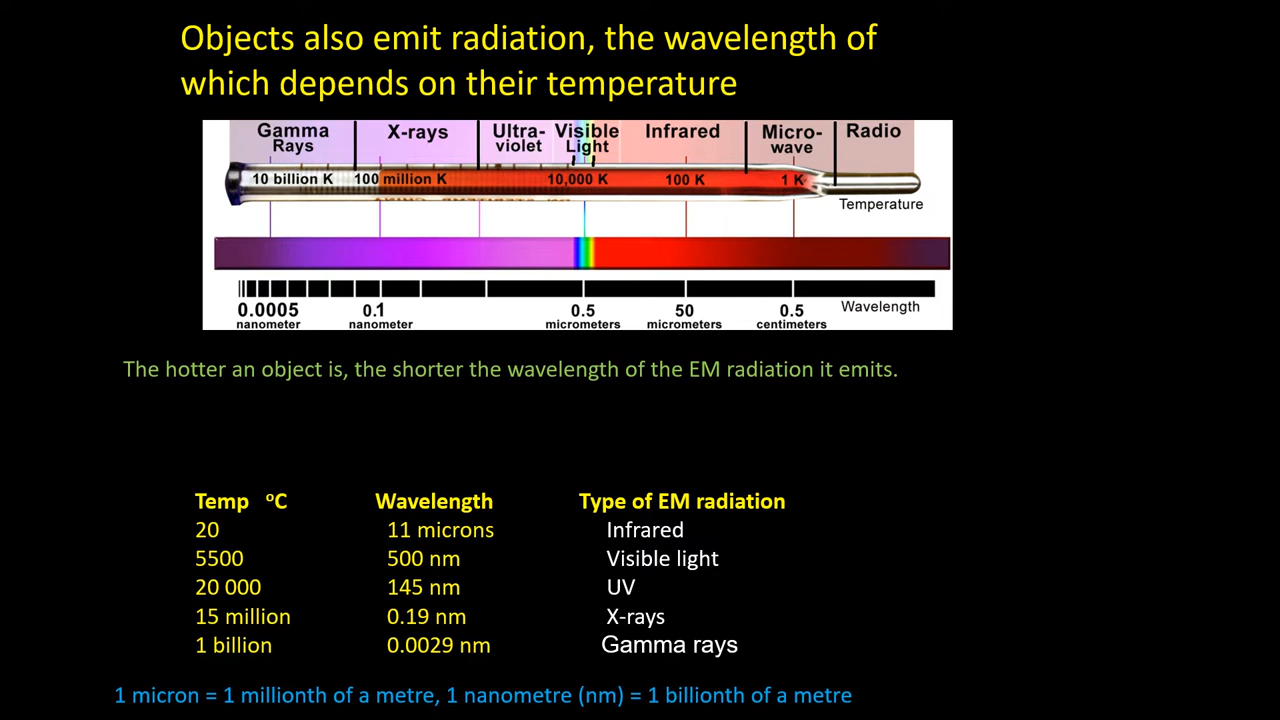 Objects also emit radiation, the wavelength of
which depends on their temperature
Gamma Rays X-rays Ultra-violet Visible Light Infrared Micro-wave Radio
10 billion K 100 million K 10,000 K 100 K 1 K
Temperature
0.0005 nanometer 0.1 nanometer 0.5 micrometers 50 micrometers 0.5 centimeters Wavelength
The hotter an object is, the shorter the wavelength of the EM radiation it emits.
Temp °C Wavelength Type of EM radiation
20 11 microns Infrared
5500 500 nm Visible light
20 000 145 nm UV
15 million 0.19 nm X-rays
1 billion 0.0029 nm Gamma rays
1 micron = 1 millionth of a metre, 1 nanometre (nm) = 1 billionth of a metre